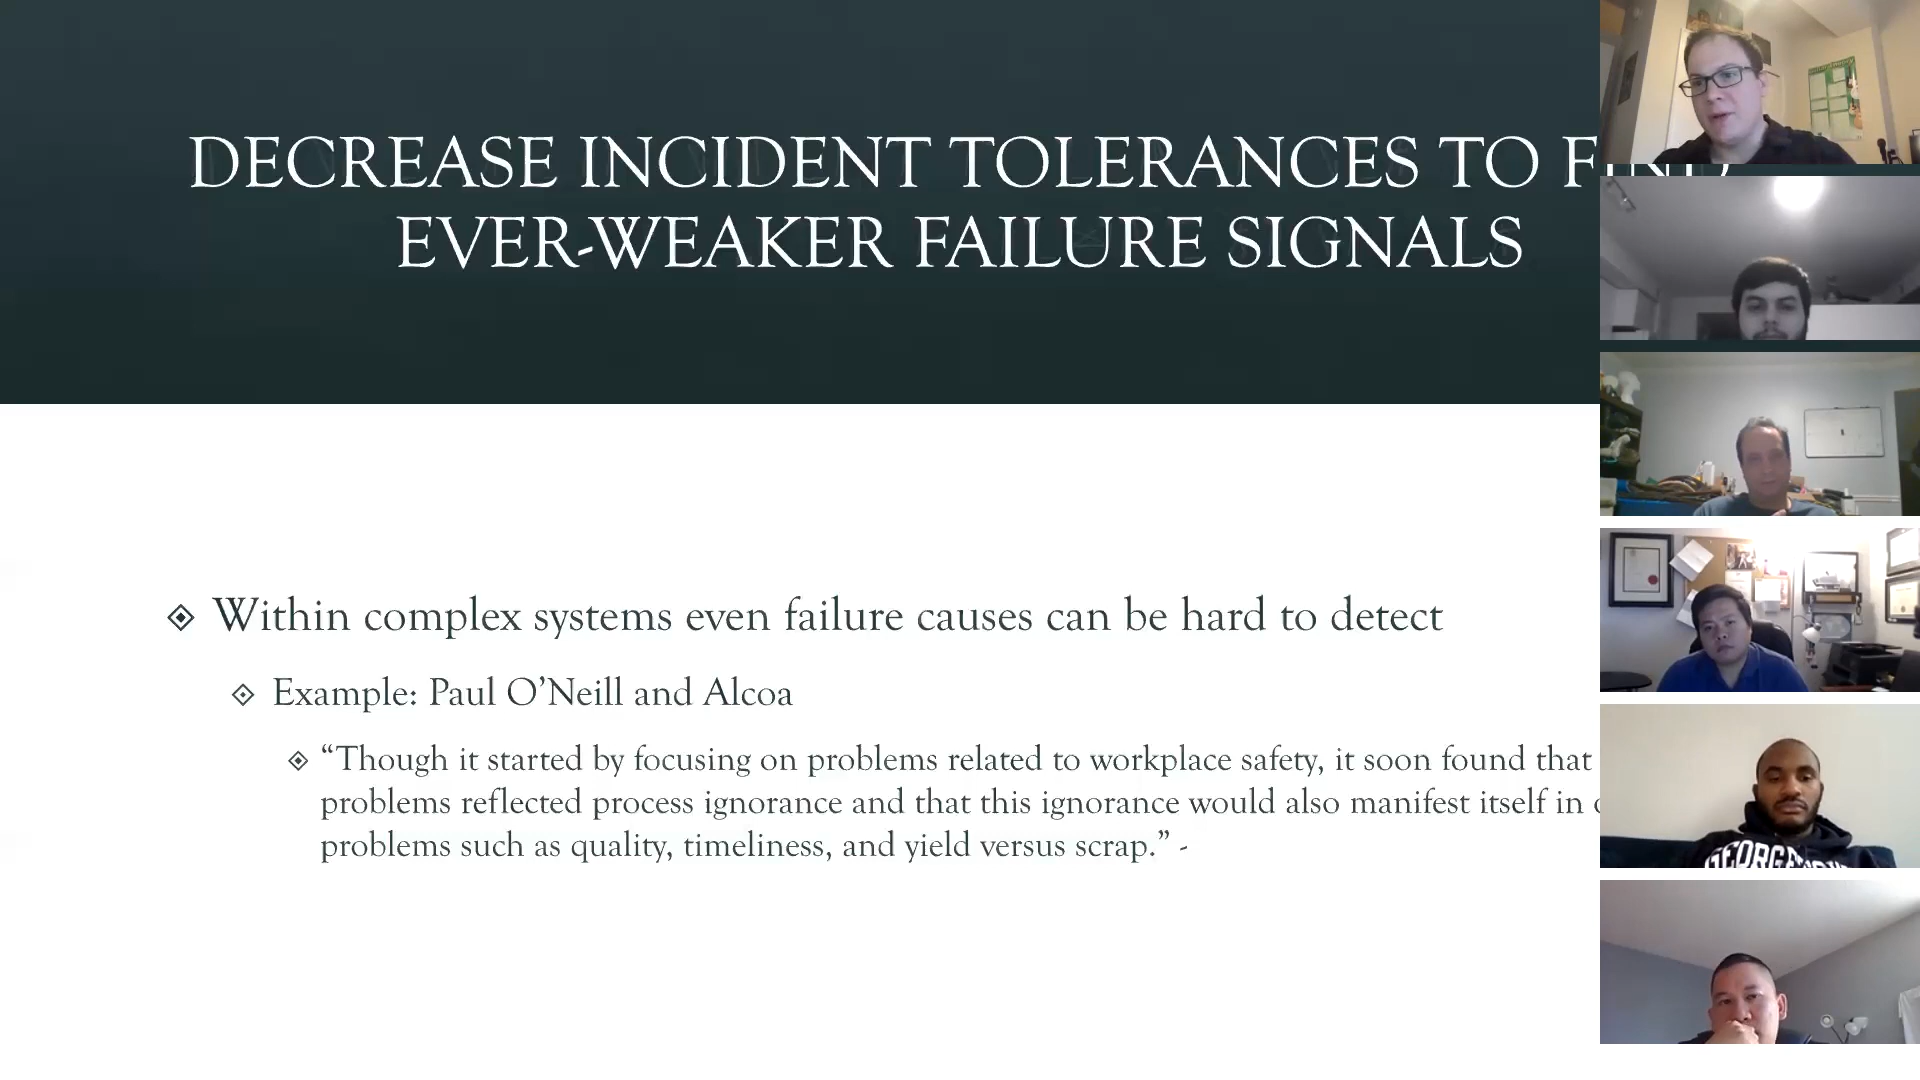 DECREASE INCIDENT TOLERANCES TO FIND
EVER-WEAKER FAILURE SIGNALS
Within complex systems even failure causes can be hard to detect
Example: Paul O’Neill and Alcoa
“Though it started by focusing on problems related to workplace safety, it soon found that
problems reflected process ignorance and that this ignorance would also manifest itself in
problems such as quality, timeliness, and yield versus scrap.” -